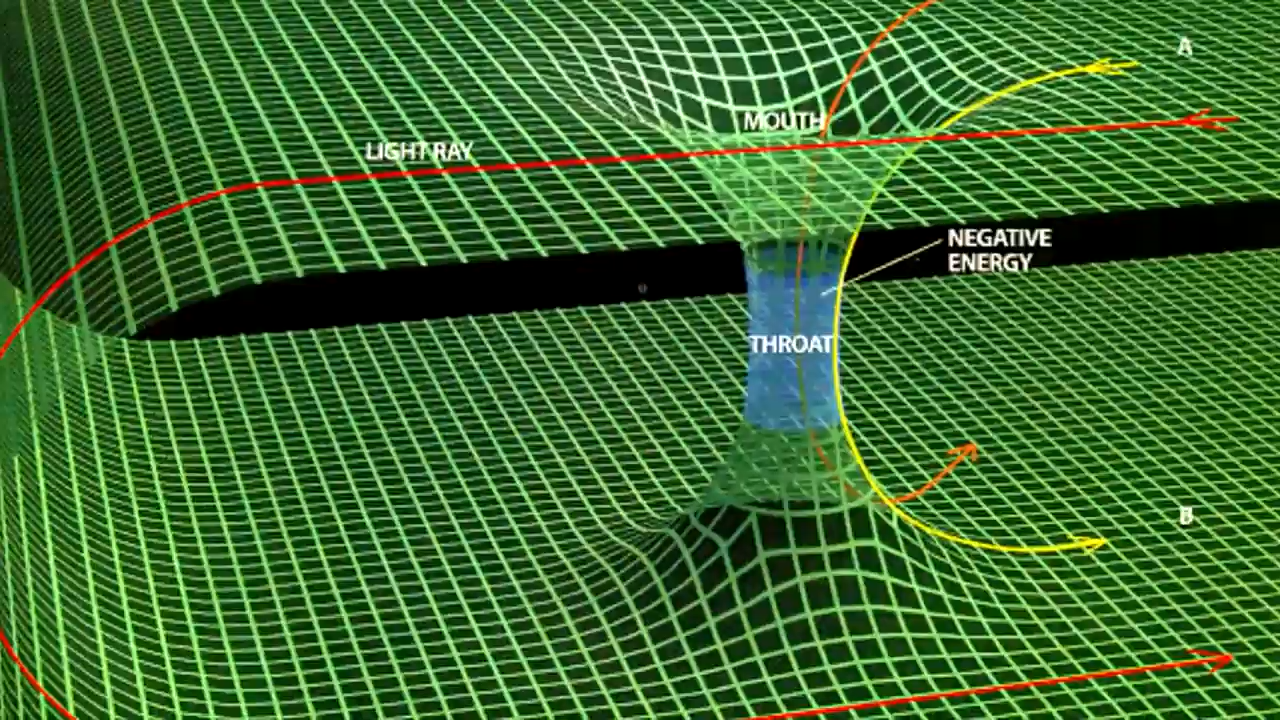 A
MOUTH
LIGHT RAY
NEGATIVE
ENERGY
THROAT
B